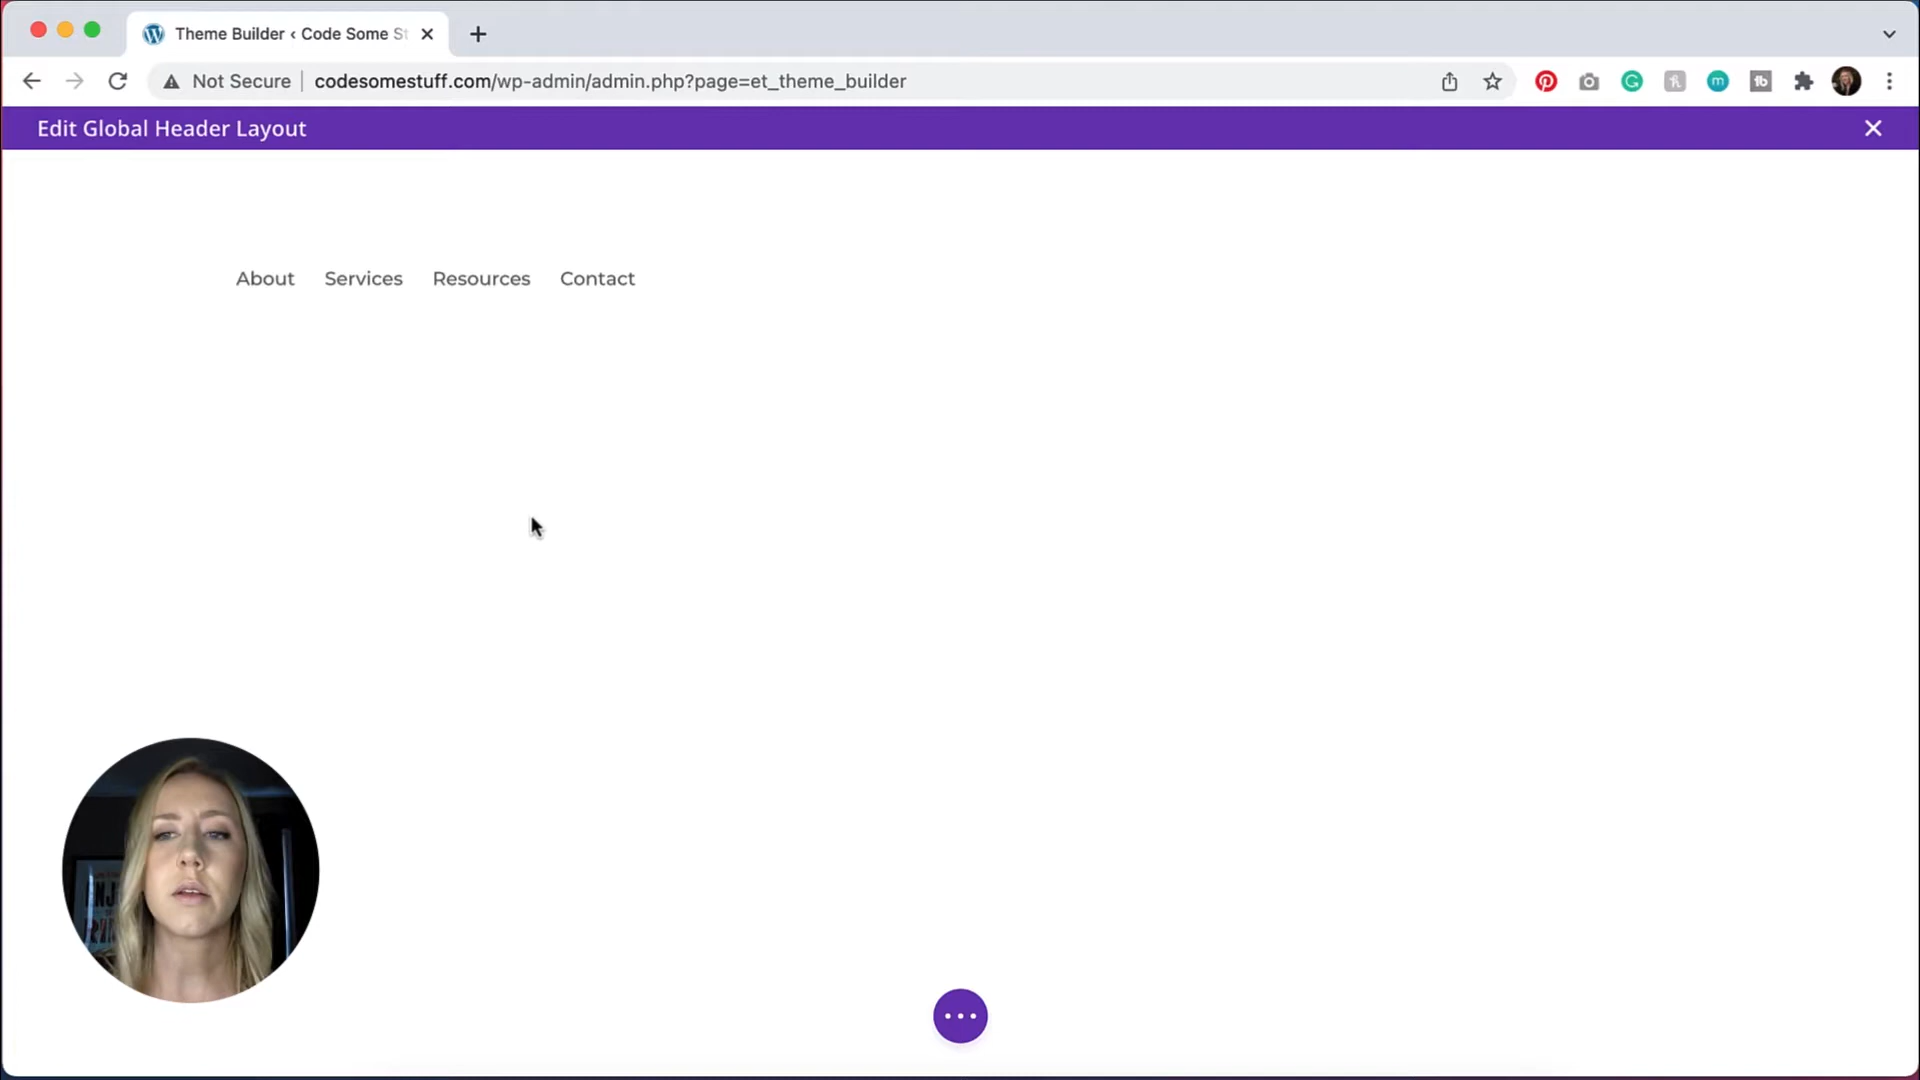 Theme Builder ‹ Code Some St
Not Secure
codesomestuff.com/wp-admin/admin.php?page=et_theme_builder
Edit Global Header Layout
About Services Resources Contact
ENJ